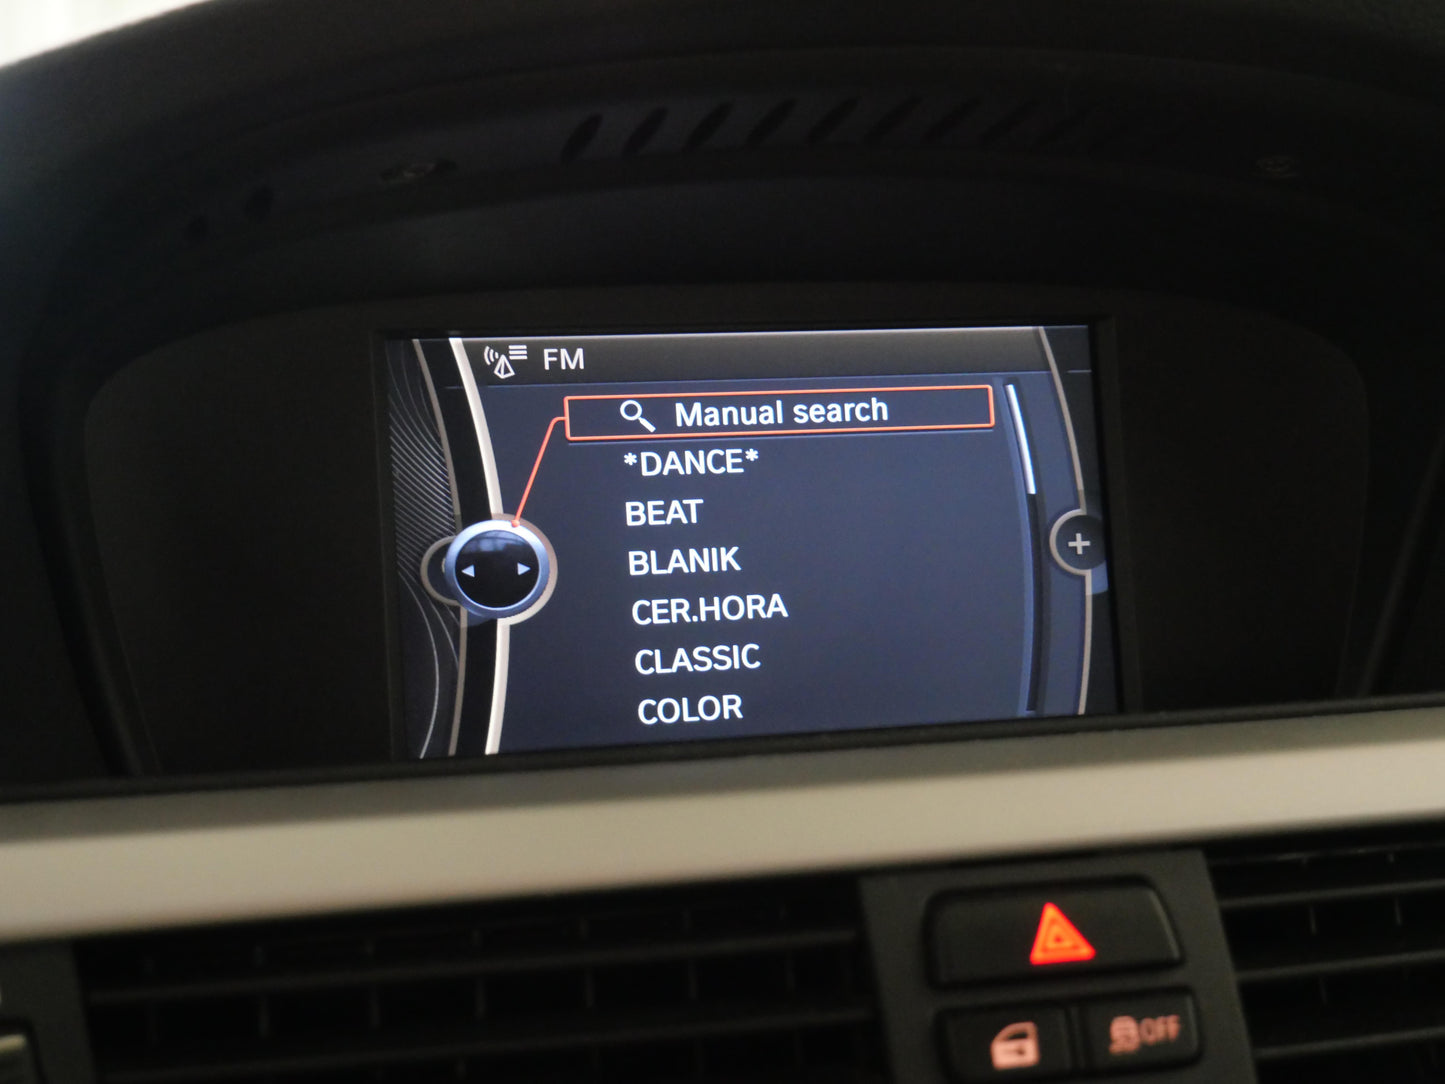 FM
Manual search
*DANCE*
BEAT
BLANIK
CER.HORA
CLASSIC
COLOR
OFF